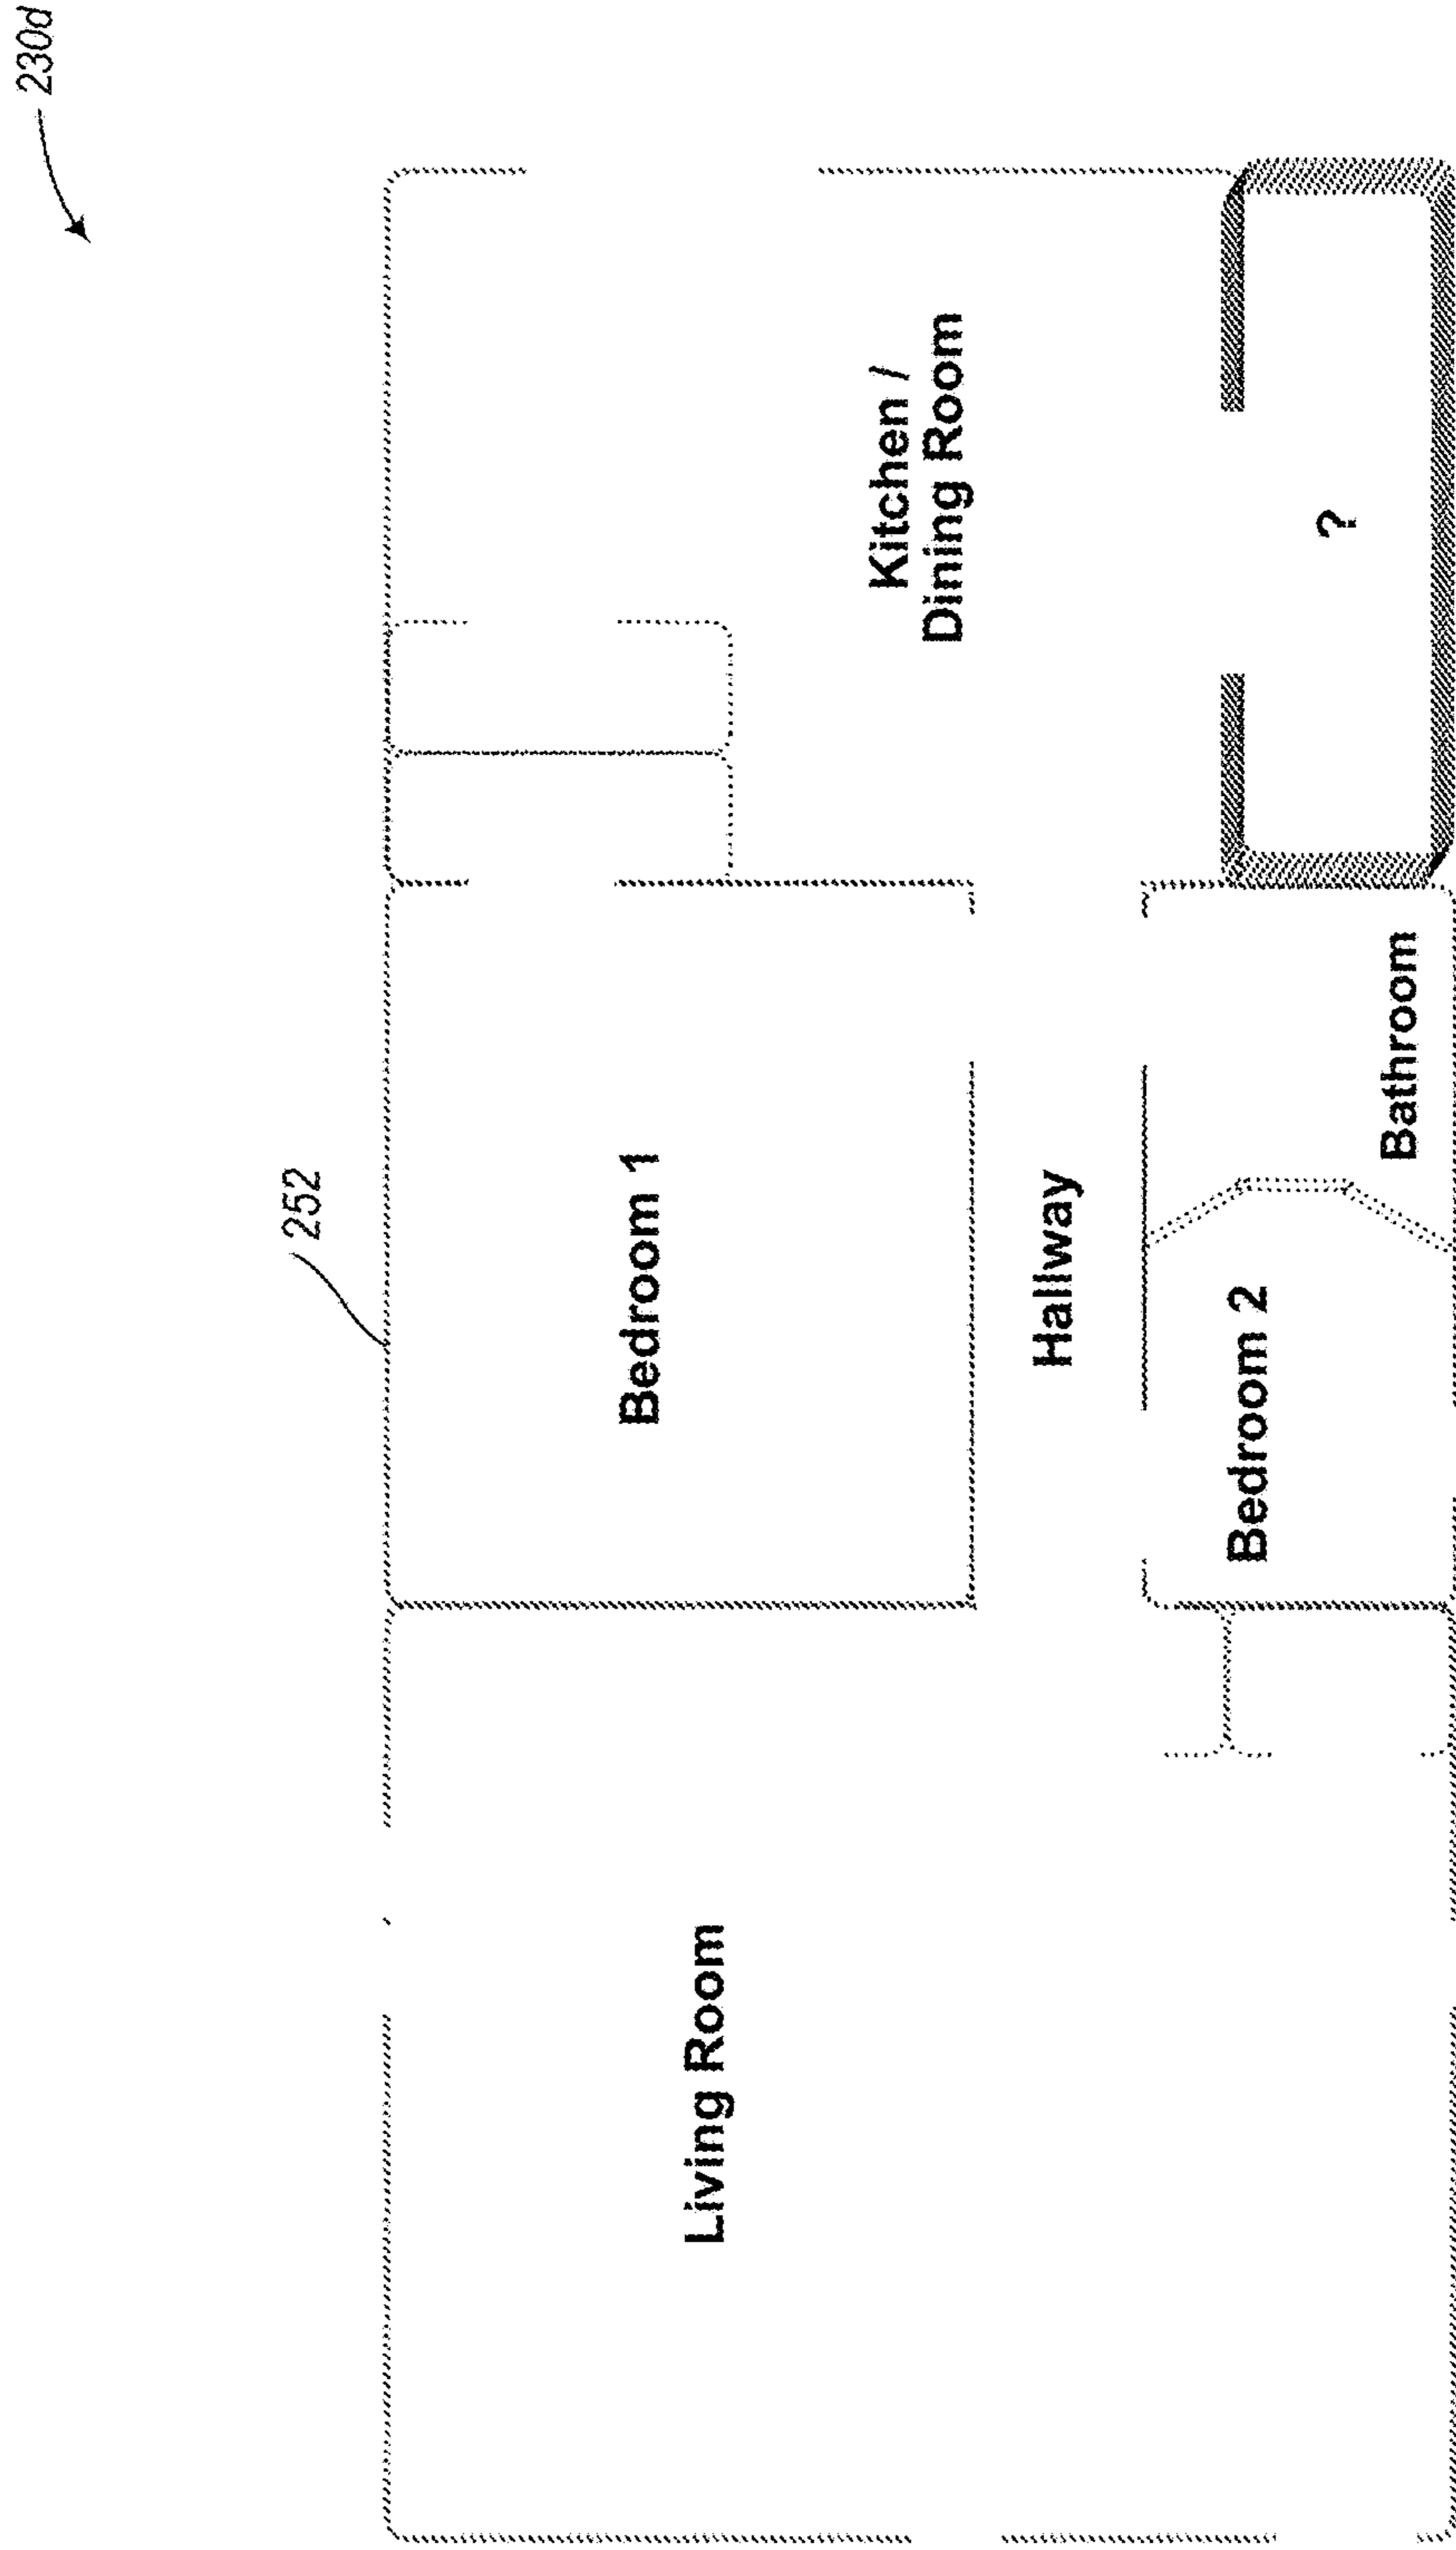 230d
252
Living Room
Bedroom 1
Kitchen /
Dining Room
Hallway
Bedroom 2
Bathroom
?